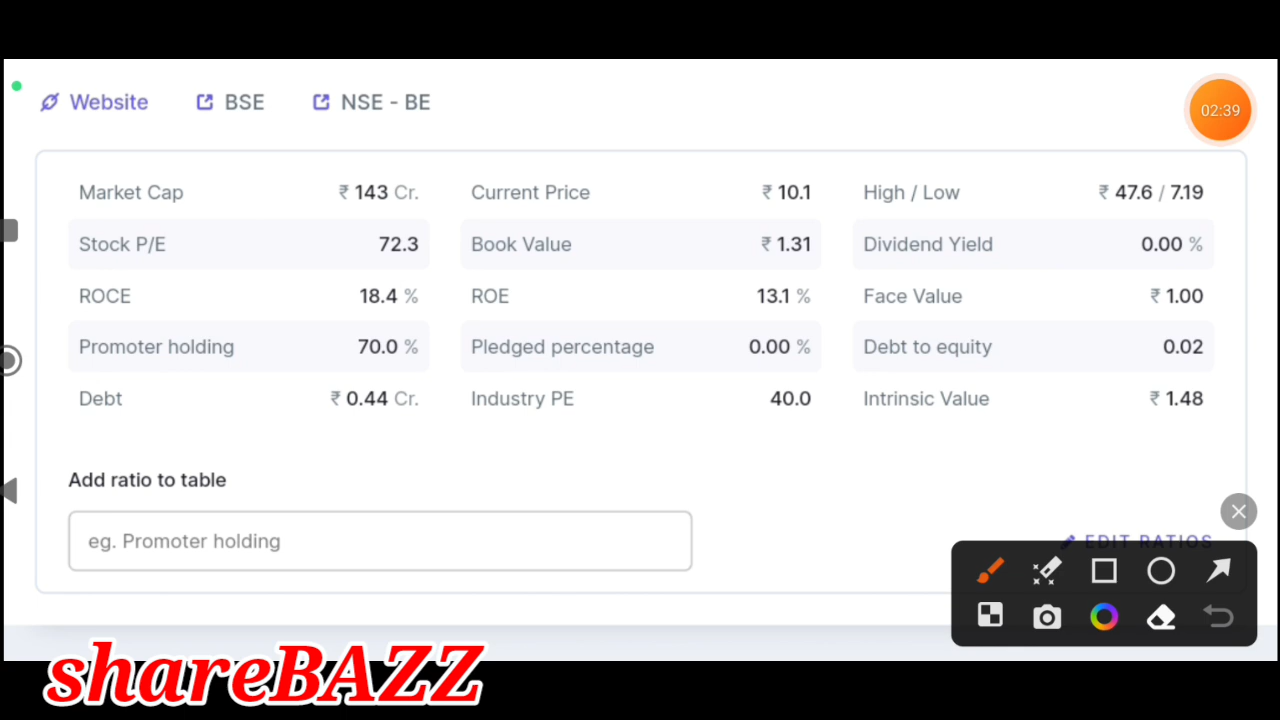 Website BSE NSE - BE
02:39
Market Cap ₹ 143 Cr. Current Price ₹ 10.1 High / Low ₹ 47.6 / 7.19
Stock P/E 72.3 Book Value ₹ 1.31 Dividend Yield 0.00 %
ROCE 18.4 % ROE 13.1 % Face Value ₹ 1.00
Promoter holding 70.0 % Pledged percentage 0.00 % Debt to equity 0.02
Debt ₹ 0.44 Cr. Industry PE 40.0 Intrinsic Value ₹ 1.48
Add ratio to table
eg. Promoter holding
EDIT RATIOS
shareBAZZ